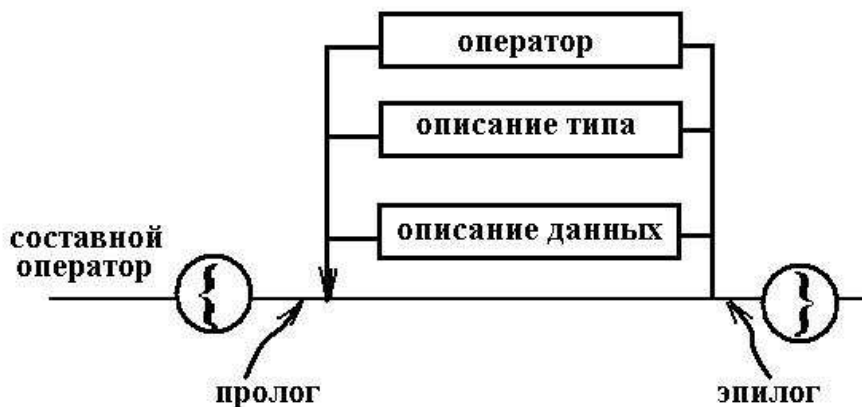 оператор
описание типа
описание данных
составной
оператор
{
}
пролог
эпилог